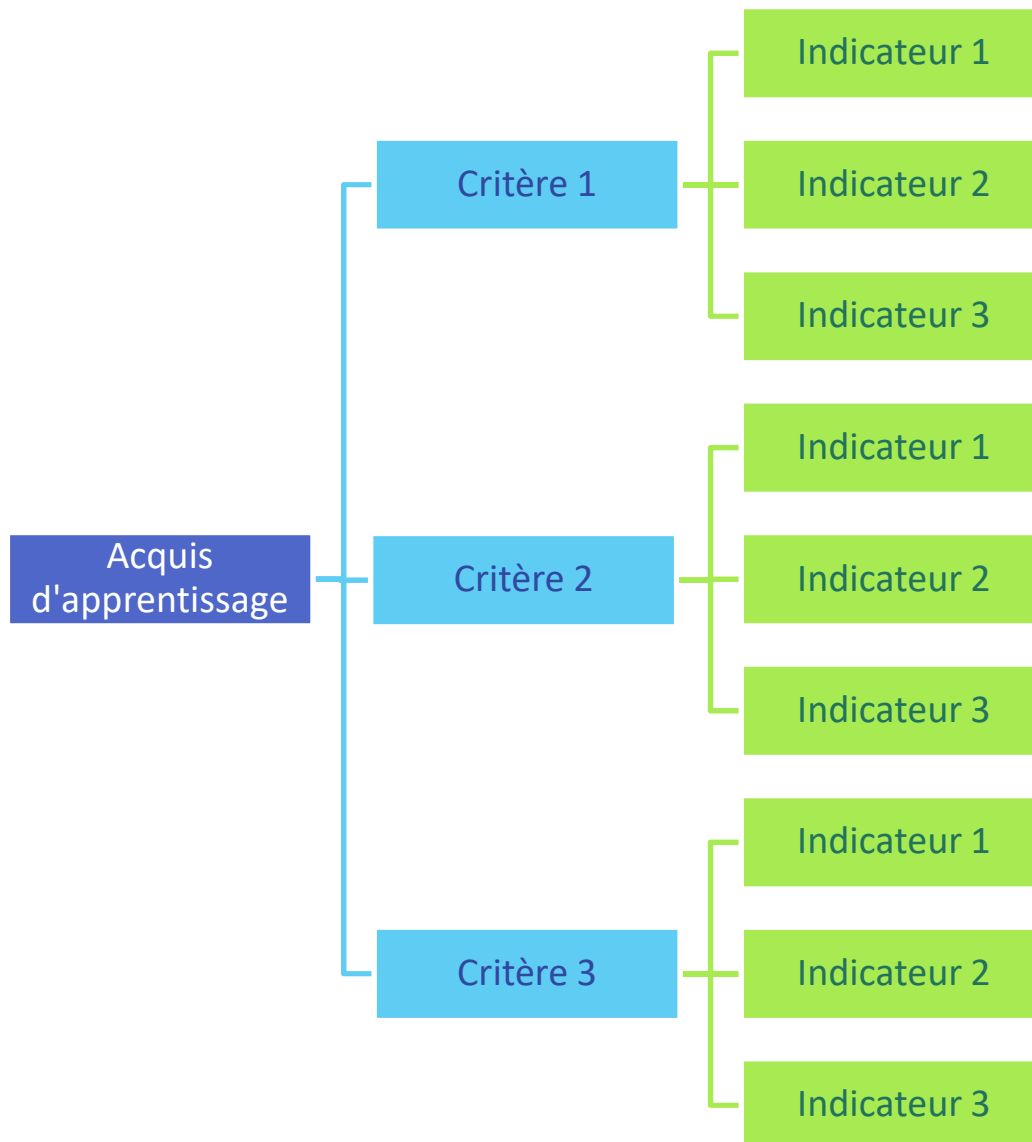 Acquis
d'apprentissage
Critère 1
Indicateur 1
Indicateur 2
Indicateur 3
Critère 2
Indicateur 1
Indicateur 2
Indicateur 3
Critère 3
Indicateur 1
Indicateur 2
Indicateur 3